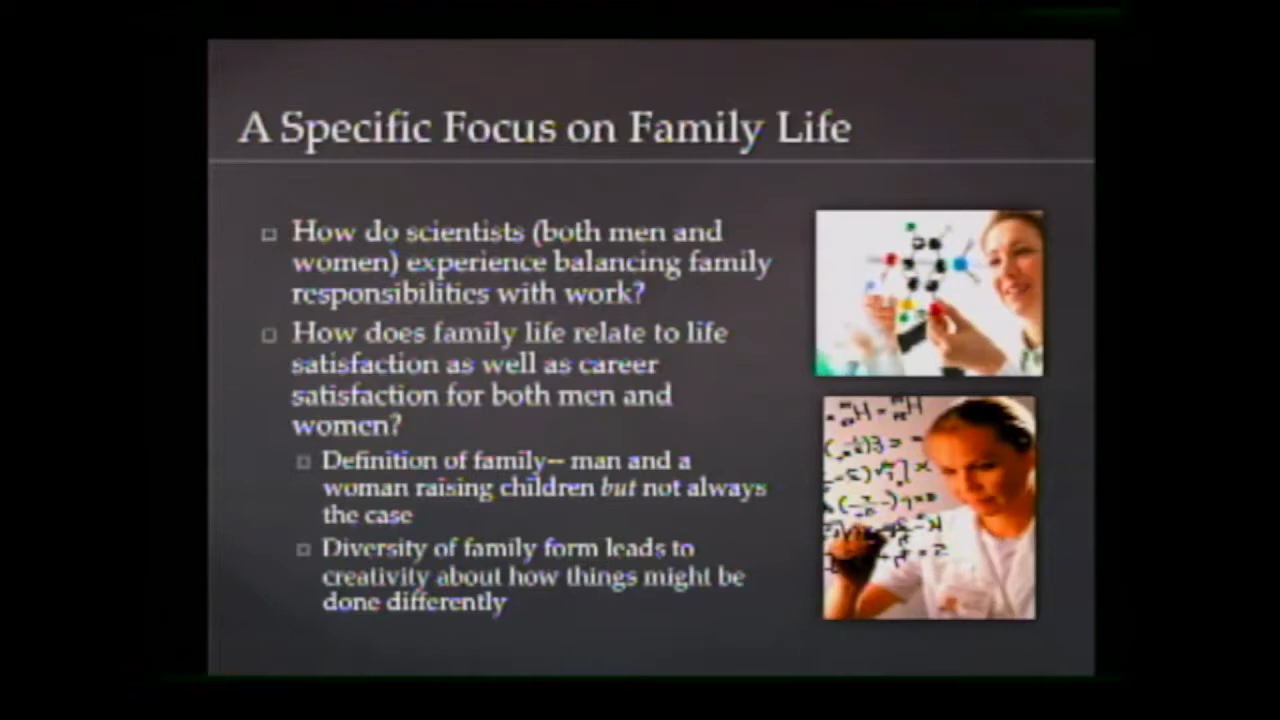 A Specific Focus on Family Life
How do scientists (both men and
women) experience balancing family
responsibilities with work?
How does family life relate to life
satisfaction as well as career
satisfaction for both men and
women?
Definition of family-- man and a
woman raising children but not always
the case
Diversity of family form leads to
creativity about how things might be
done differently